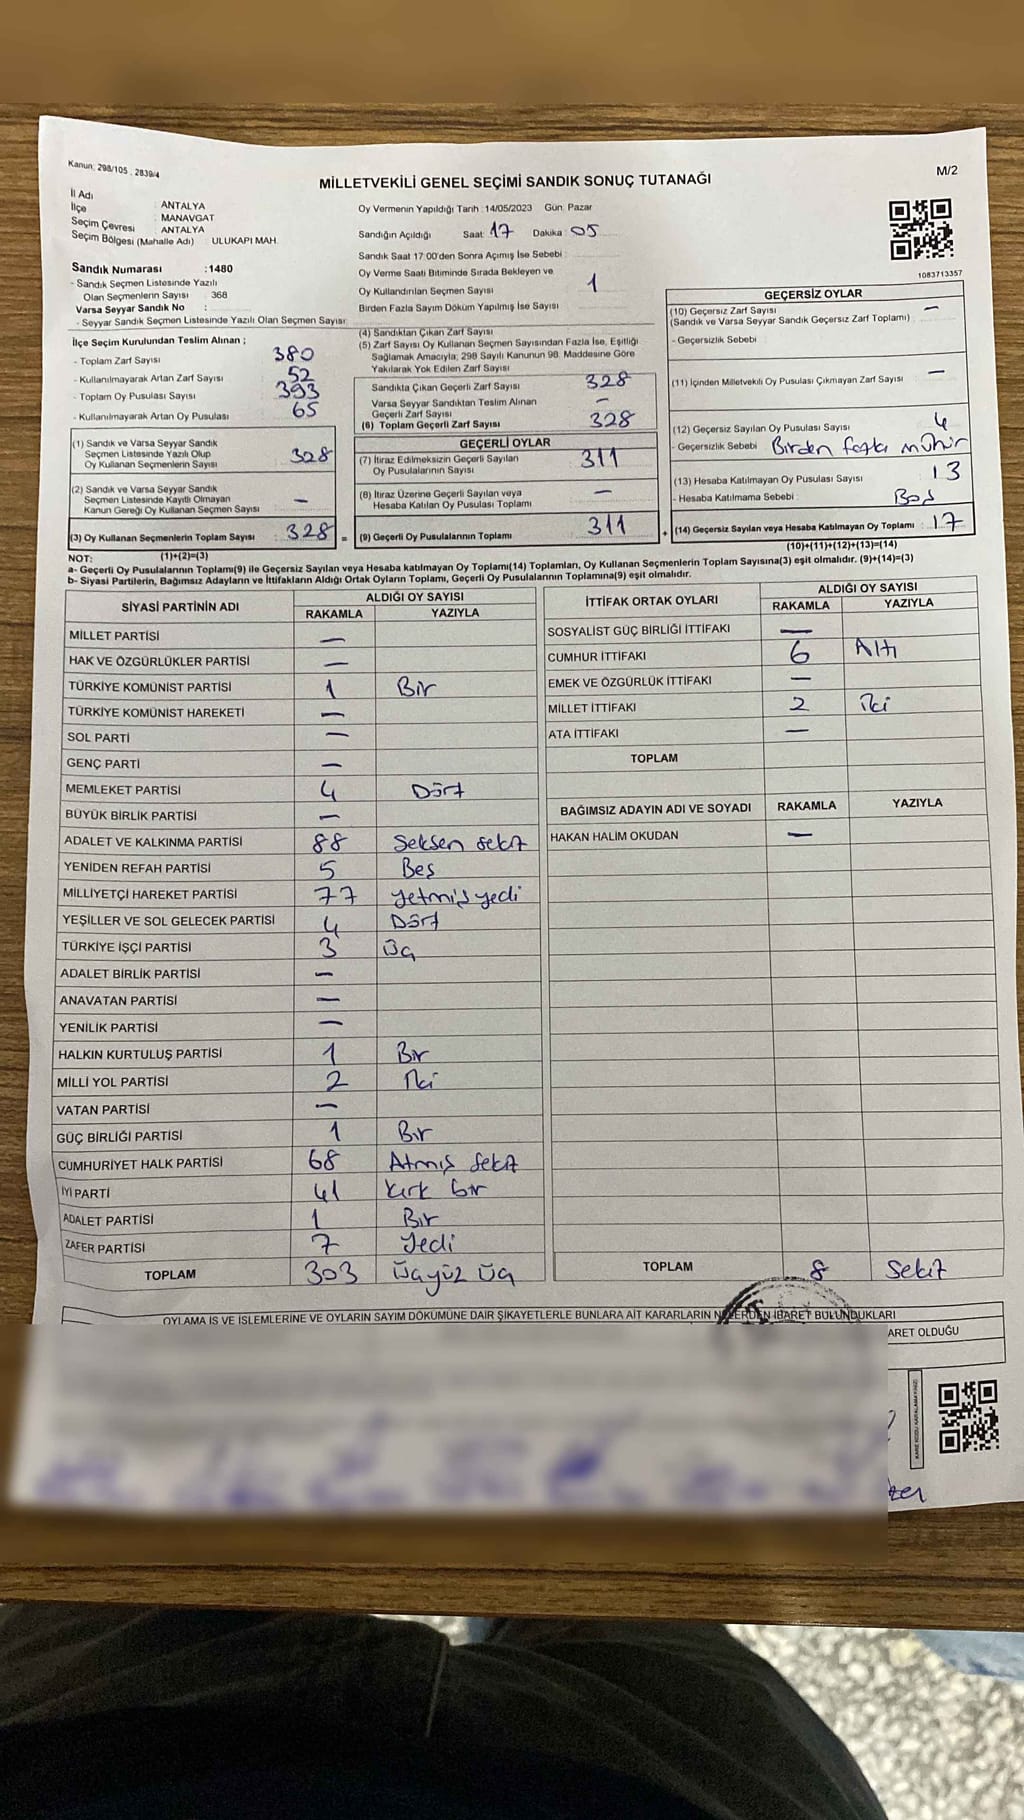 Kanun: 298/105 , 2839/4
MİLLETVEKİLİ GENEL SEÇİMİ SANDIK SONUÇ TUTANAĞI
M/2
İl Adı ANTALYA
İlçe : MANAVGAT
Seçim Çevresi : ANTALYA
Seçim Bölgesi (Mahalle Adı) : ULUKAPI MAH.
Oy Vermenin Yapıldığı Tarih :14/05/2023 Gün: Pazar
Sandığın Açıldığı Saat: 17 Dakika: 05
Sandık Saat 17:00'den Sonra Açımış İse Sebebi :
Oy Verme Saati Bitiminde Sırada Bekleyen ve
Oy Kullandırılan Seçmen Sayısı 1
Birden Fazla Sayım Döküm Yapılmış İse Sayısı
1083713357
Sandık Numarası :1480
- Sandık Seçmen Listesinde Yazılı
Olan Seçmenlerin Sayısı : 368
Varsa Seyyar Sandık No :
- Seyyar Sandık Seçmen Listesinde Yazılı Olan Seçmen Sayısı:
İlçe Seçim Kurulundan Teslim Alınan ;
- Toplam Zarf Sayısı 380
- Kullanılmayarak Artan Zarf Sayısı 52
- Toplam Oy Pusulası Sayısı 393
- Kullanılmayarak Artan Oy Pusulası 65
(4) Sandıktan Çıkan Zarf Sayısı
(5) Zarf Sayısı Oy Kullanan Seçmen Sayısından Fazla İse, Eşitliği
Sağlamak Amacıyla; 298 Sayılı Kanunun 98. Maddesine Göre
Yakılarak Yok Edilen Zarf Sayısı
Sandıkta Çıkan Geçerli Zarf Sayısı 328
Varsa Seyyar Sandıktan Teslim Alınan
Geçerli Zarf Sayısı –
(6) Toplam Geçerli Zarf Sayısı 328
GEÇERSİZ OYLAR
(10) Geçersiz Zarf Sayısı –
(Sandık ve Varsa Seyyar Sandık Geçersiz Zarf Toplamı) :
- Geçersizlik Sebebi :
(11) İçinden Milletvekili Oy Pusulası Çıkmayan Zarf Sayısı : –
(12) Geçersiz Sayılan Oy Pusulası Sayısı 4
- Geçersizlik Sebebi : Birden fazla mühür
(13) Hesaba Katılmayan Oy Pusulası Sayısı 13
- Hesaba Katılmama Sebebi : Boş
(14) Geçersiz Sayılan veya Hesaba Katılmayan Oy Toplamı : 17
(10)+(11)+(12)+(13)=(14)
(1) Sandık ve Varsa Seyyar Sandık
Seçmen Listesinde Yazılı Olup
Oy Kullanan Seçmenlerin Sayısı 328
(2) Sandık ve Varsa Seyyar Sandık
Seçmen Listesinde Kayıtlı Olmayan
Kanun Gereği Oy Kullanan Seçmen Sayısı –
(3) Oy Kullanan Seçmenlerin Toplam Sayısı : 328 =
(1)+(2)=(3)
GEÇERLİ OYLAR
(7) İtiraz Edilmeksizin Geçerli Sayılan
Oy Pusulalarının Sayısı 311
(8) İtiraz Üzerine Geçerli Sayılan veya
Hesaba Katılan Oy Pusulası Toplamı –
(9) Geçerli Oy Pusulalarının Toplamı 311 +
NOT:
a- Geçerli Oy Pusulalarının Toplamı(9) ile Geçersiz Sayılan veya Hesaba katılmayan Oy Toplamı(14) Toplamları, Oy Kullanan Seçmenlerin Toplam Sayısına(3) eşit olmalıdır. (9)+(14)=(3)
b- Siyasi Partilerin, Bağımsız Adayların ve İttifakların Aldığı Ortak Oyların Toplamı, Geçerli Oy Pusulalarının Toplamına(9) eşit olmalıdır.
SİYASİ PARTİNİN ADI ALDIĞI OY SAYISI
RAKAMLA YAZIYLA
MİLLET PARTİSİ –
HAK VE ÖZGÜRLÜKLER PARTİSİ –
TÜRKİYE KOMÜNİST PARTİSİ 1 Bir
TÜRKİYE KOMÜNİST HAREKETİ –
SOL PARTİ –
GENÇ PARTİ –
MEMLEKET PARTİSİ 4 Dört
BÜYÜK BİRLİK PARTİSİ –
ADALET VE KALKINMA PARTİSİ 88 Seksen sekiz
YENİDEN REFAH PARTİSİ 5 Beş
MİLLİYETÇİ HAREKET PARTİSİ 77 yetmiş yedi
YEŞİLLER VE SOL GELECEK PARTİSİ 4 Dört
TÜRKİYE İŞÇİ PARTİSİ 3 Üç
ADALET BİRLİK PARTİSİ –
ANAVATAN PARTİSİ –
YENİLİK PARTİSİ –
HALKIN KURTULUŞ PARTİSİ 1 Bir
MİLLİ YOL PARTİSİ 2 İki
VATAN PARTİSİ –
GÜÇ BİRLİĞİ PARTİSİ 1 Bir
CUMHURİYET HALK PARTİSİ 68 Atmış sekiz
İYİ PARTİ 41 kırk bir
ADALET PARTİSİ 1 Bir
ZAFER PARTİSİ 7 Yedi
TOPLAM 303 Üçyüz Üç
İTTİFAK ORTAK OYLARI ALDIĞI OY SAYISI
RAKAMLA YAZIYLA
SOSYALİST GÜÇ BİRLİĞİ İTTİFAKI –
CUMHUR İTTİFAKI 6 Altı
EMEK VE ÖZGÜRLÜK İTTİFAKI –
MİLLET İTTİFAKI 2 İki
ATA İTTİFAKI –
TOPLAM
BAĞIMSIZ ADAYIN ADI VE SOYADI RAKAMLA YAZIYLA
HAKAN HALİM OKUDAN –
TOPLAM 8 Sekiz
OYLAMA İŞ VE İŞLEMLERİNE VE OYLARIN SAYIM DÖKÜMÜNE DAİR ŞİKAYETLERLE BUNLARA AİT KARARLARIN NELERDEN İBARET BULUNDUKLARI
ARET OLDUĞU